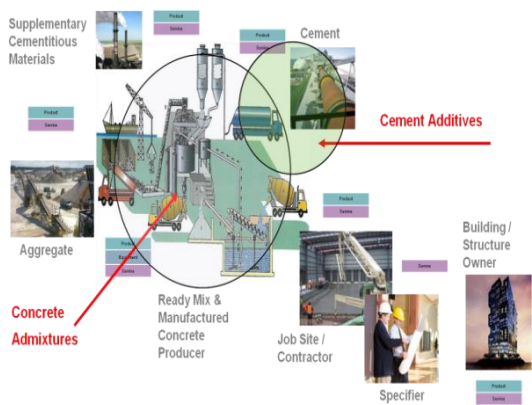 Supplementary
Cementitious
Materials
Product
Service
Cement
Product
Service
Product
Service
Cement Additives
Product
Service
Aggregate
Product
Equipment
Service
Service
Building /
Structure
Owner
Concrete
Admixtures
Ready Mix &
Manufactured
Concrete
Producer
Job Site /
Contractor
Specifier
Product
Service